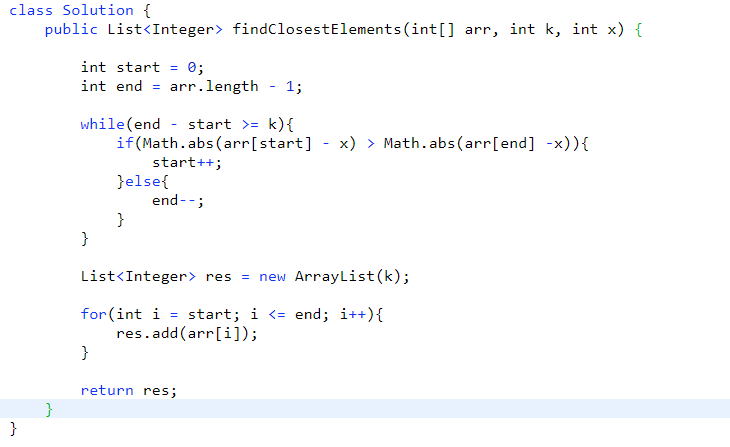 class Solution {
    public List<Integer> findClosestElements(int[] arr, int k, int x) {
        int start = 0;
        int end = arr.length - 1;
        while(end - start >= k){
            if(Math.abs(arr[start] - x) > Math.abs(arr[end] -x)){
                start++;
            }else{
                end--;
            }
        }
        List<Integer> res = new ArrayList(k);
        for(int i = start; i <= end; i++){
            res.add(arr[i]);
        }
        return res;
    }
}